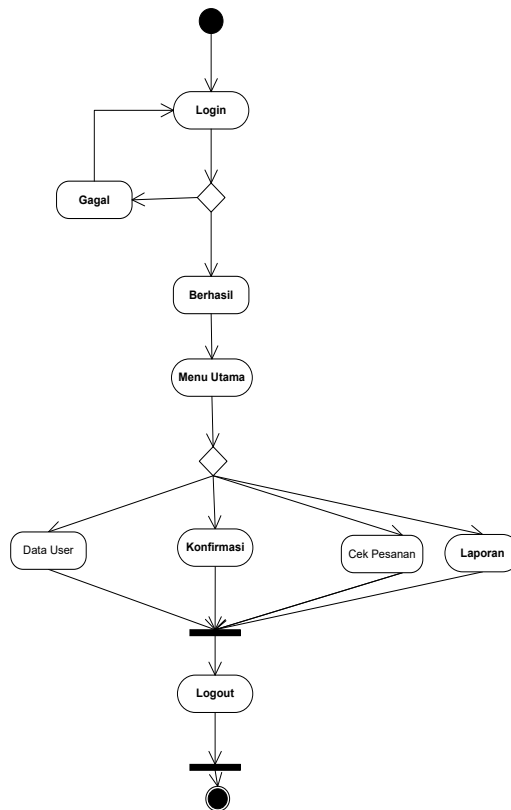 Login
Gagal
Berhasil
Menu Utama
Data User
Konfirmasi
Cek Pesanan
Laporan
Logout